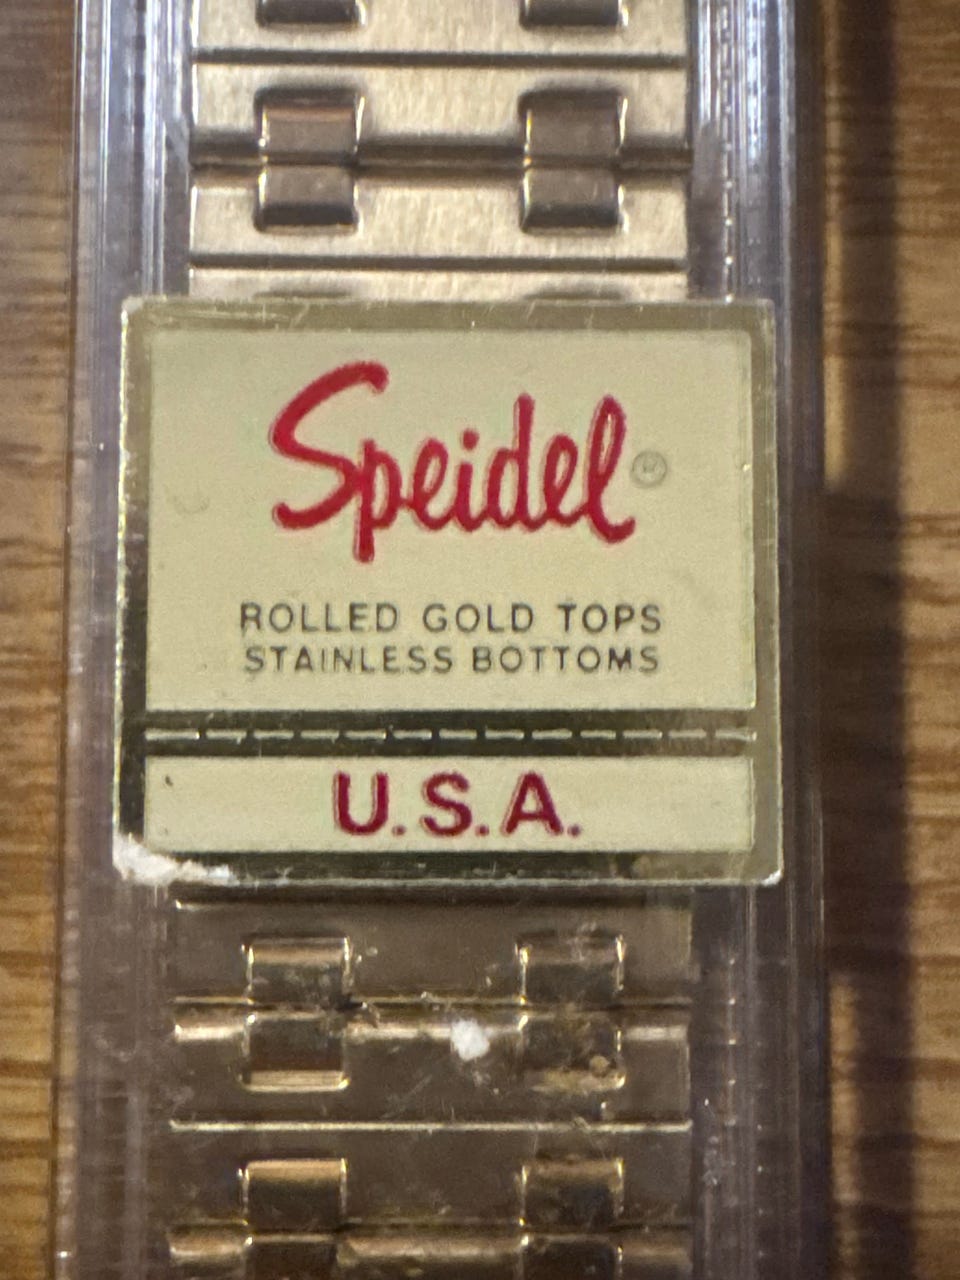 Speidel®
ROLLED GOLD TOPS
STAINLESS BOTTOMS
U.S.A.